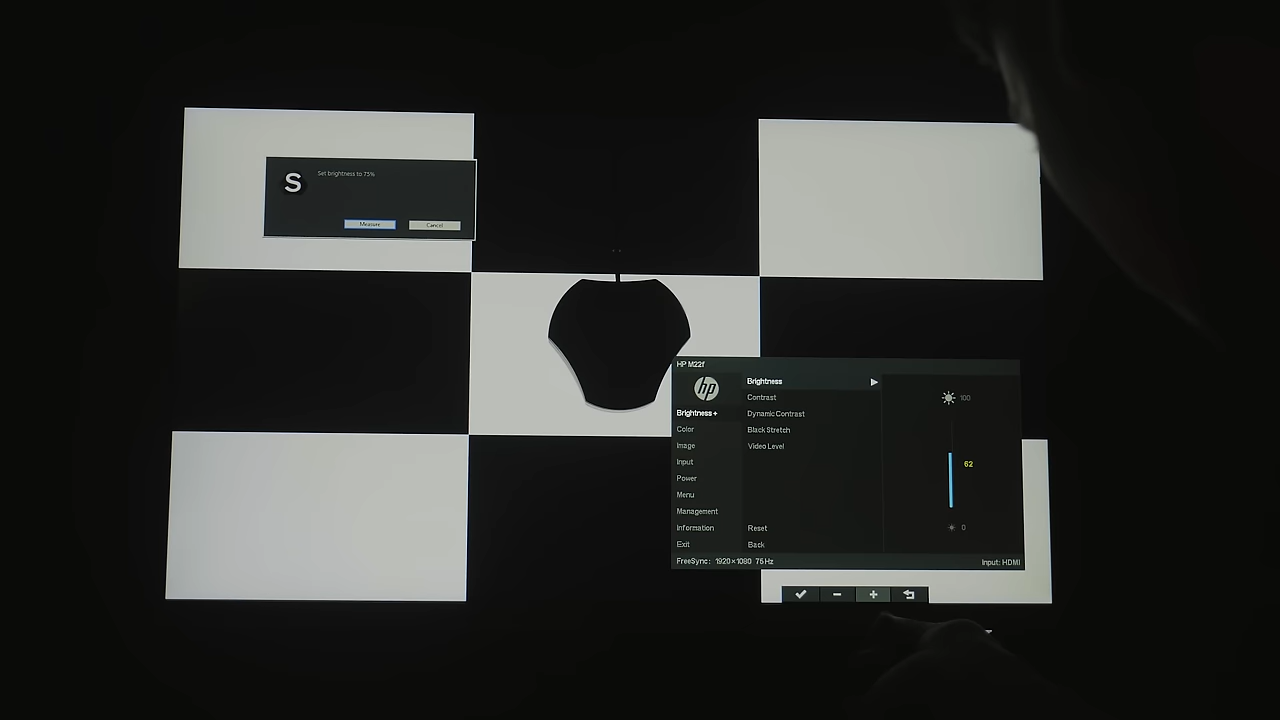 S
Set brightness to 75%
Measure
Cancel
HP M22f
hp
Brightness+
Color
Image
Input
Power
Menu
Management
Information
Exit
Brightness
Contrast
Dynamic Contrast
Black Stretch
Video Level
Reset
Back
100
62
0
FreeSync: 1920×1080 75Hz
Input: HDMI